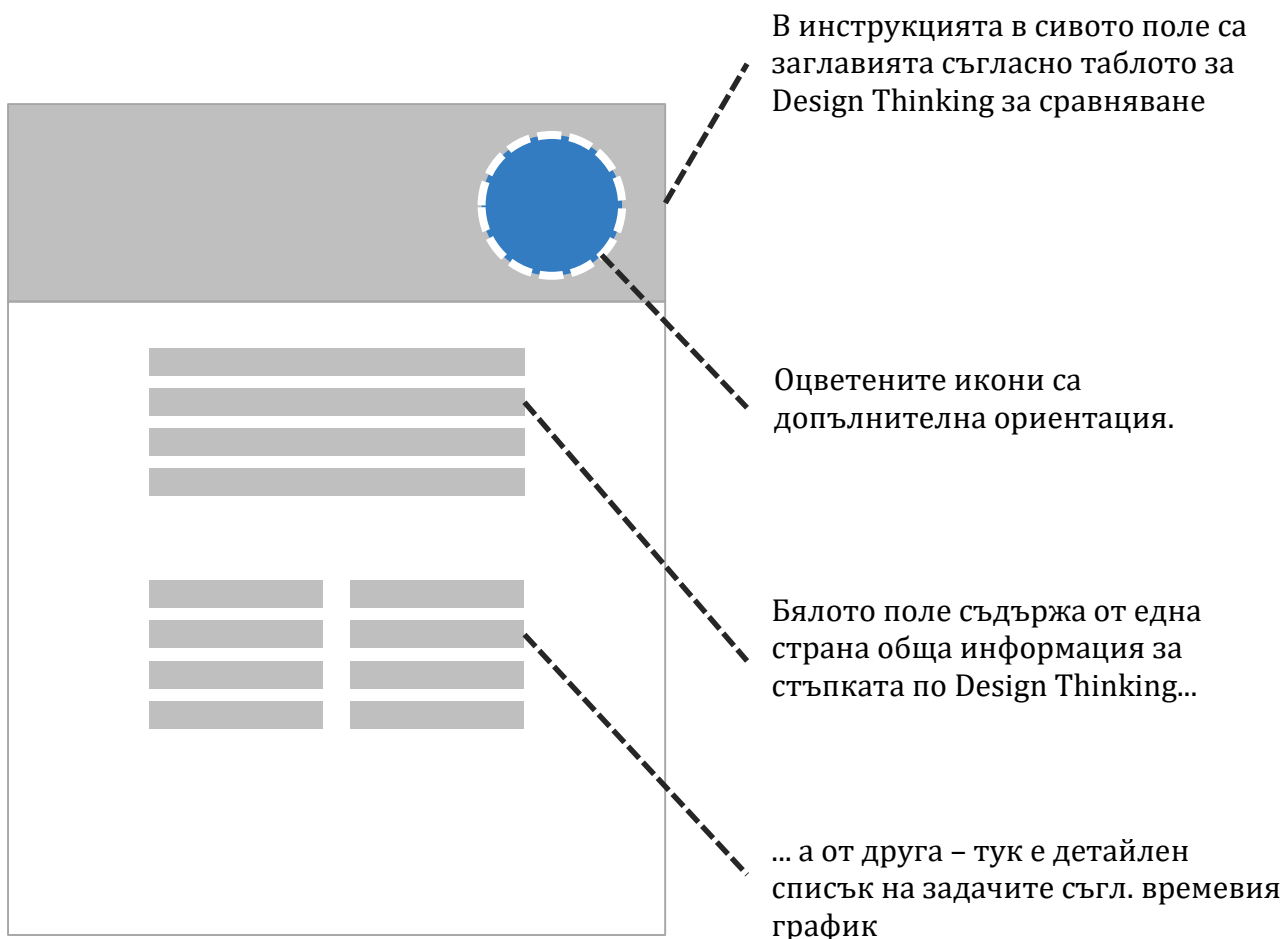 В инструкцията в сивото поле са
заглавията съгласно таблото за
Design Thinking за сравняване
Оцветените икони са
допълнителна ориентация.
Бялото поле съдържа от една
страна обща информация за
стъпката по Design Thinking...
... а от друга – тук е детайлен
списък на задачите съгл. времевия
график